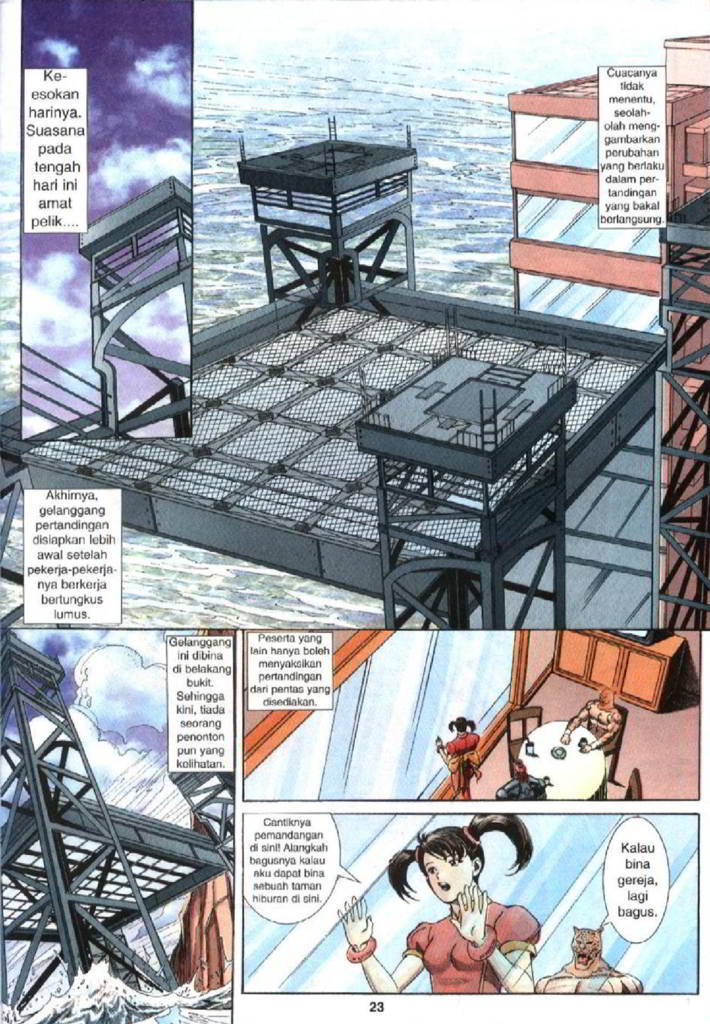 Ke-
esokan
harinya.
Suasana
pada
tengah
hari ini
amat
pelik....
Cuacanya
tidak
menentu,
seolah-
olah meng-
gambarkan
perubahan
yang berlaku
dalam per-
tandingan
yang bakal
berlangsung.
Akhirnya,
gelanggang
pertandingan
disiapkan lebih
awal setelah
pekerja-pekerja-
nya berkerja
bertungkus
lumus.
Gelanggang
ini dibina
di belakang
bukit.
Sehingga
kini, tiada
seorang
penonton
pun yang
kelihatan.
Peserta yang
lain hanya boleh
menyaksikan
pertandingan
dari pentas yang
disediakan.
Cantiknya
pemandangan
di sini! Alangkah
bagusnya kalau
aku dapat bina
sebuah taman
hiburan di sini.
Kalau
bina
gereja,
lagi
bagus.
23